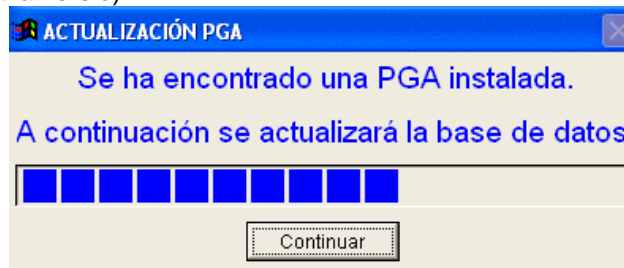 ACTUALIZACIÓN PGA
Se ha encontrado una PGA instalada.
A continuación se actualizará la base de datos
Continuar